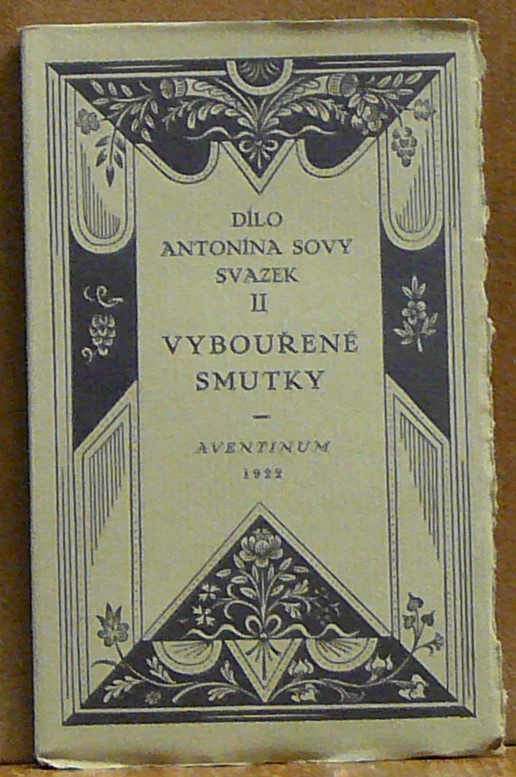 DÍLO
ANTONÍNA SOVY
SVAZEK
II
VYBOUŘENÉ
SMUTKY
—
AVENTINUM
1922